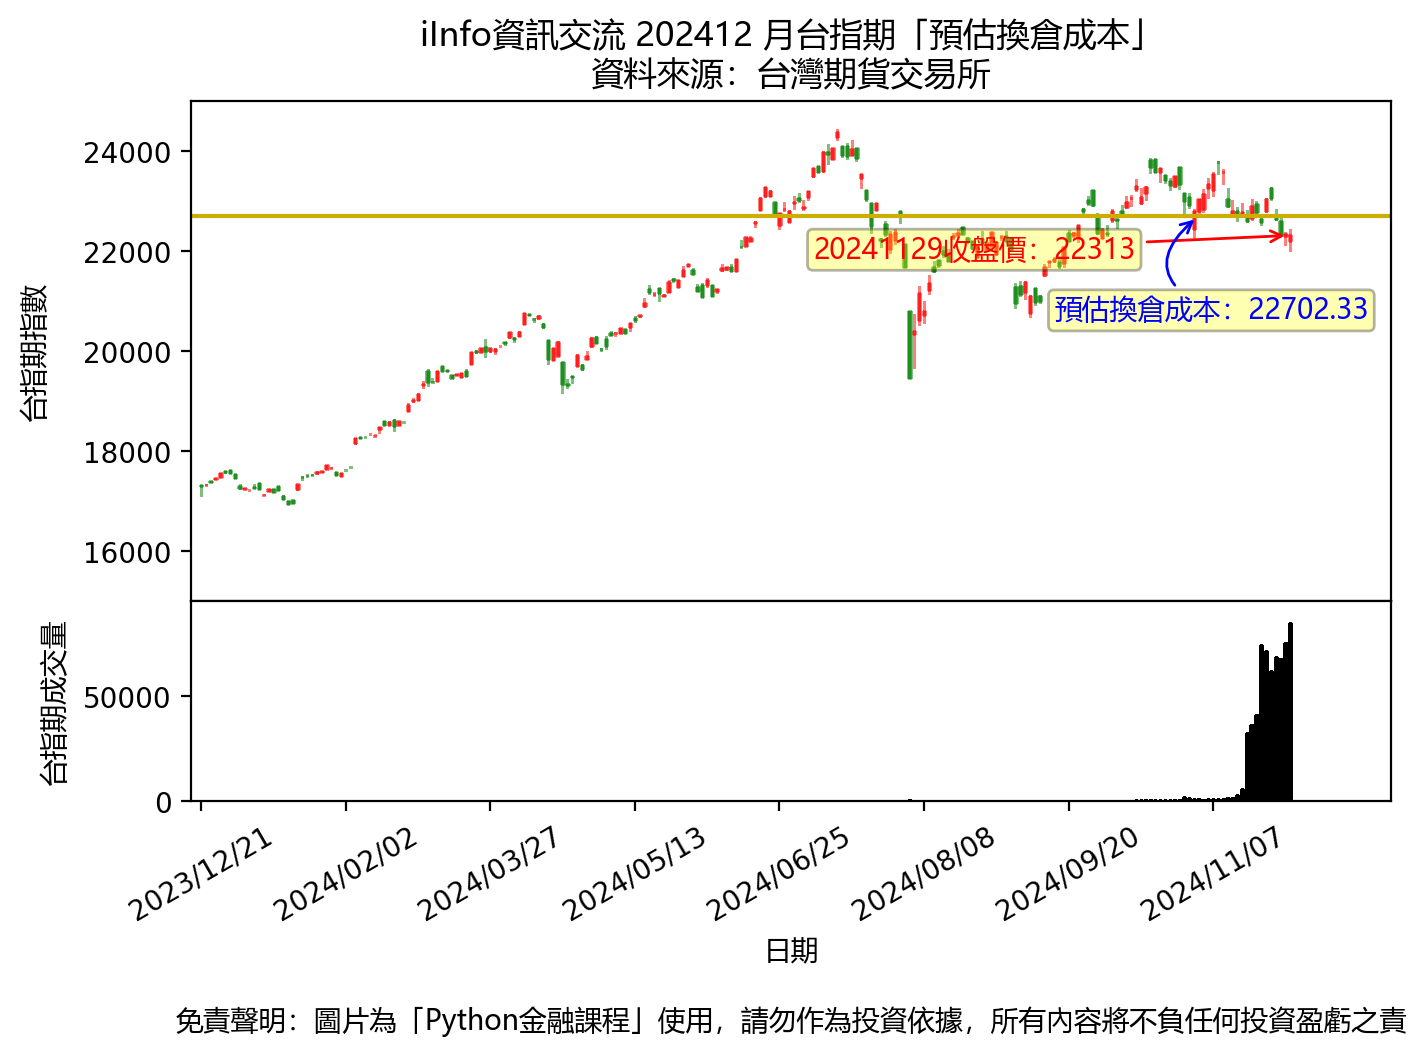 iInfo資訊交流 202412 月台指期「預估換倉成本」
資料來源：台灣期貨交易所
台指期指數
24000
22000
20000
18000
16000
20241129收盤價：22313
預估換倉成本：22702.33
台指期成交量
50000
0
2023/12/21
2024/02/02
2024/03/27
2024/05/13
2024/06/25
2024/08/08
2024/09/20
2024/11/07
日期
免責聲明：圖片為「Python金融課程」使用，請勿作為投資依據，所有內容將不負任何投資盈虧之責